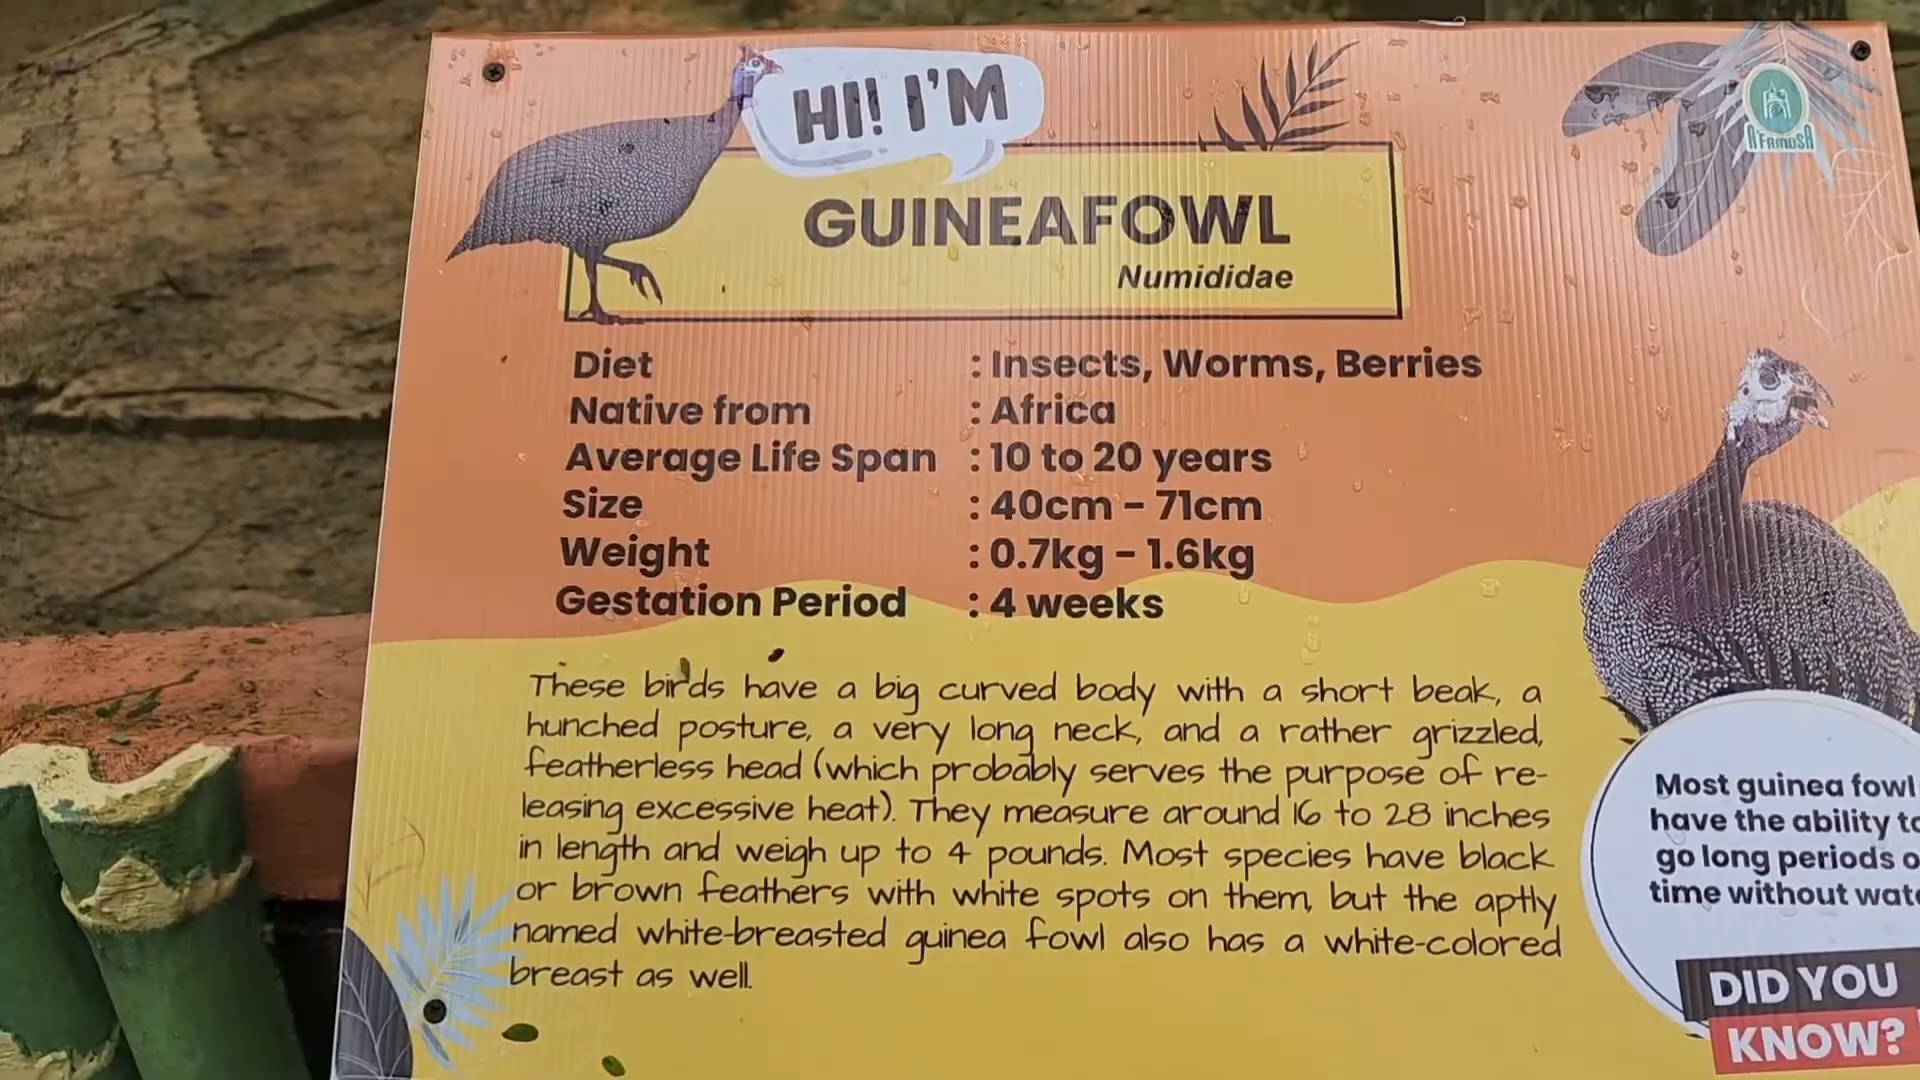 HI! I'M
A'FAMOSA
GUINEAFOWL
Numididae
Diet : Insects, Worms, Berries
Native from : Africa
Average Life Span : 10 to 20 years
Size : 40cm - 71cm
Weight : 0.7kg - 1.6kg
Gestation Period : 4 weeks
These birds have a big curved body with a short beak, a
hunched posture, a very long neck, and a rather grizzled,
featherless head (which probably serves the purpose of re-
leasing excessive heat). They measure around 16 to 28 inches
in length and weigh up to 4 pounds. Most species have black
or brown feathers with white spots on them, but the aptly
named white-breasted guinea fowl also has a white-colored
breast as well.
Most guinea fowl
have the ability
go long periods
time without
DID YOU
KNOW?